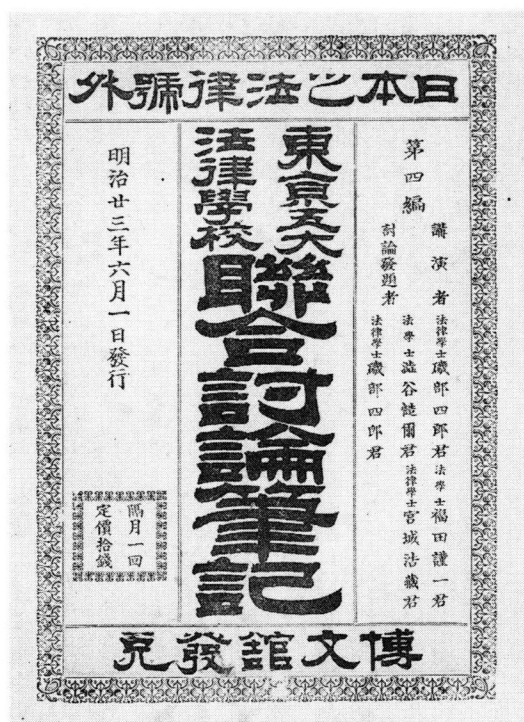 日本之法律號外
第四編
講演者
法律學士磯部四郎君 法學士福田謹一君
法學士澁谷慥爾君 法律學士宮城浩藏君
討論發題者
法律學士磯部四郎君
東京五大
法律學校
聯合討論筆記
明治廿三年六月一日發行
隔月一回
定價拾錢
博文舘發兌